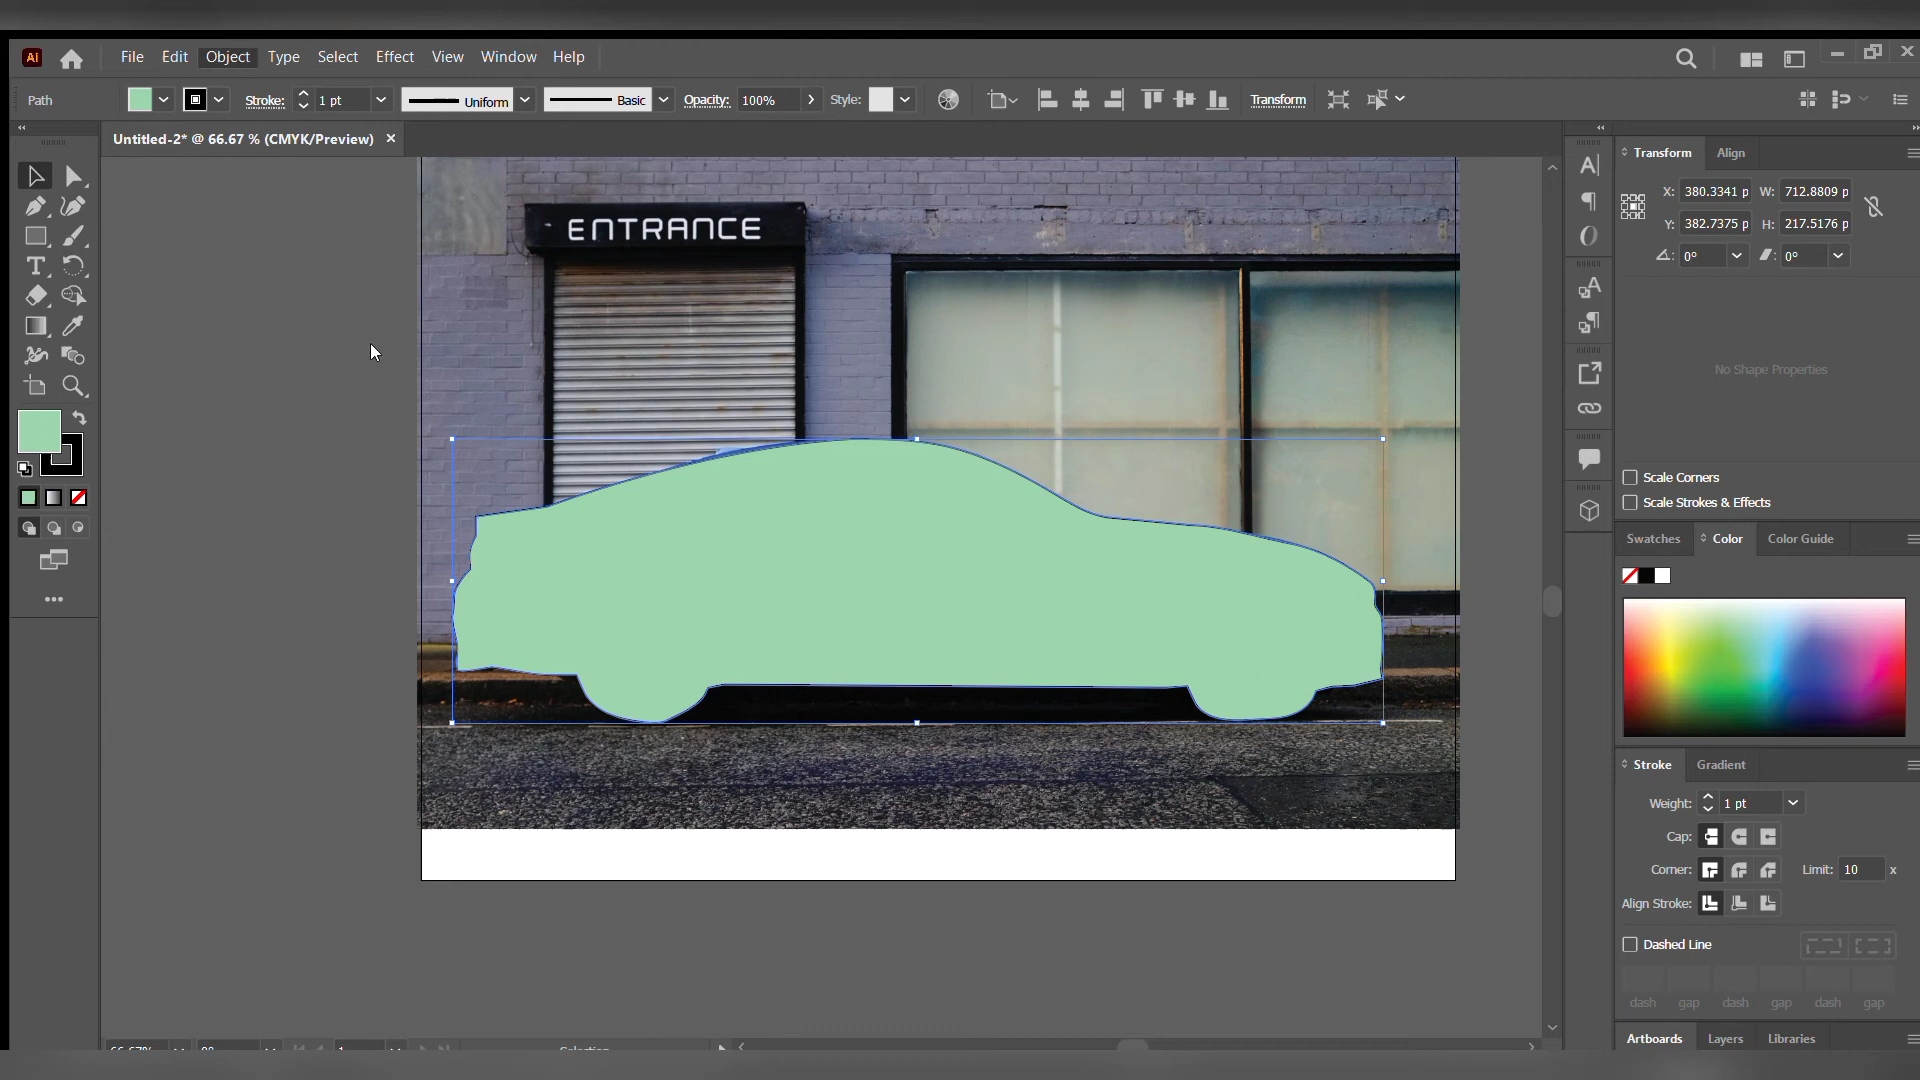 Ai File Edit Object Type Select Effect View Window Help
Path Stroke: 1 pt Uniform Basic Opacity: 100% Style: Transform
Untitled-2* @ 66.67 % (CMYK/Preview)
ENTRANCE
Transform Align
X: 380.3341 p W: 712.8809 p
Y: 382.7375 p H: 217.5176 p
0° 0°
No Shape Properties
Scale Corners
Scale Strokes & Effects
Swatches Color Color Guide
Stroke Gradient
Weight: 1 pt
Cap:
Corner: Limit: 10 x
Align Stroke:
Dashed Line
dash gap dash gap dash gap
Artboards Layers Libraries